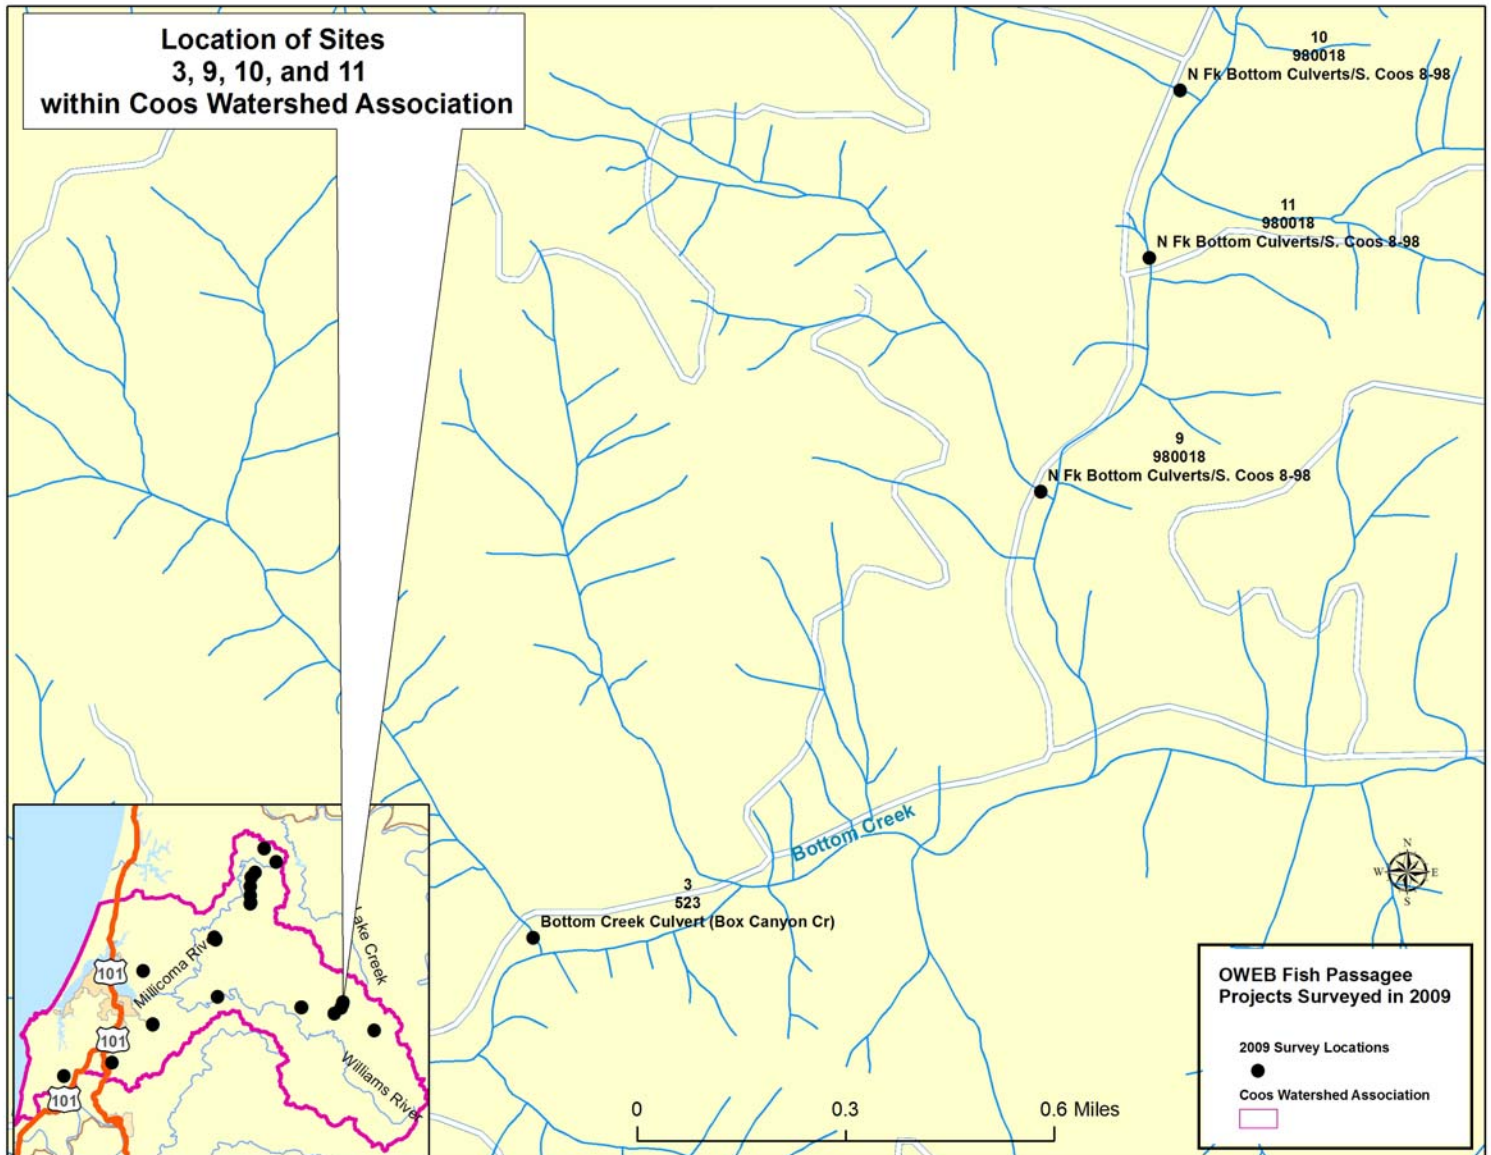 Location of Sites
3, 9, 10, and 11
within Coos Watershed Association
10
980018
N Fk Bottom Culverts/S. Coos 8-98
11
980018
N Fk Bottom Culverts/S. Coos 8-98
9
980018
N Fk Bottom Culverts/S. Coos 8-98
Bottom Creek
3
523
Bottom Creek Culvert (Box Canyon Cr)
N
W
E
S
Lake Creek
Millicoma Riv
101
101
101
Williams River
0
0.3
0.6 Miles
OWEB Fish Passagee
Projects Surveyed in 2009
2009 Survey Locations
Coos Watershed Association